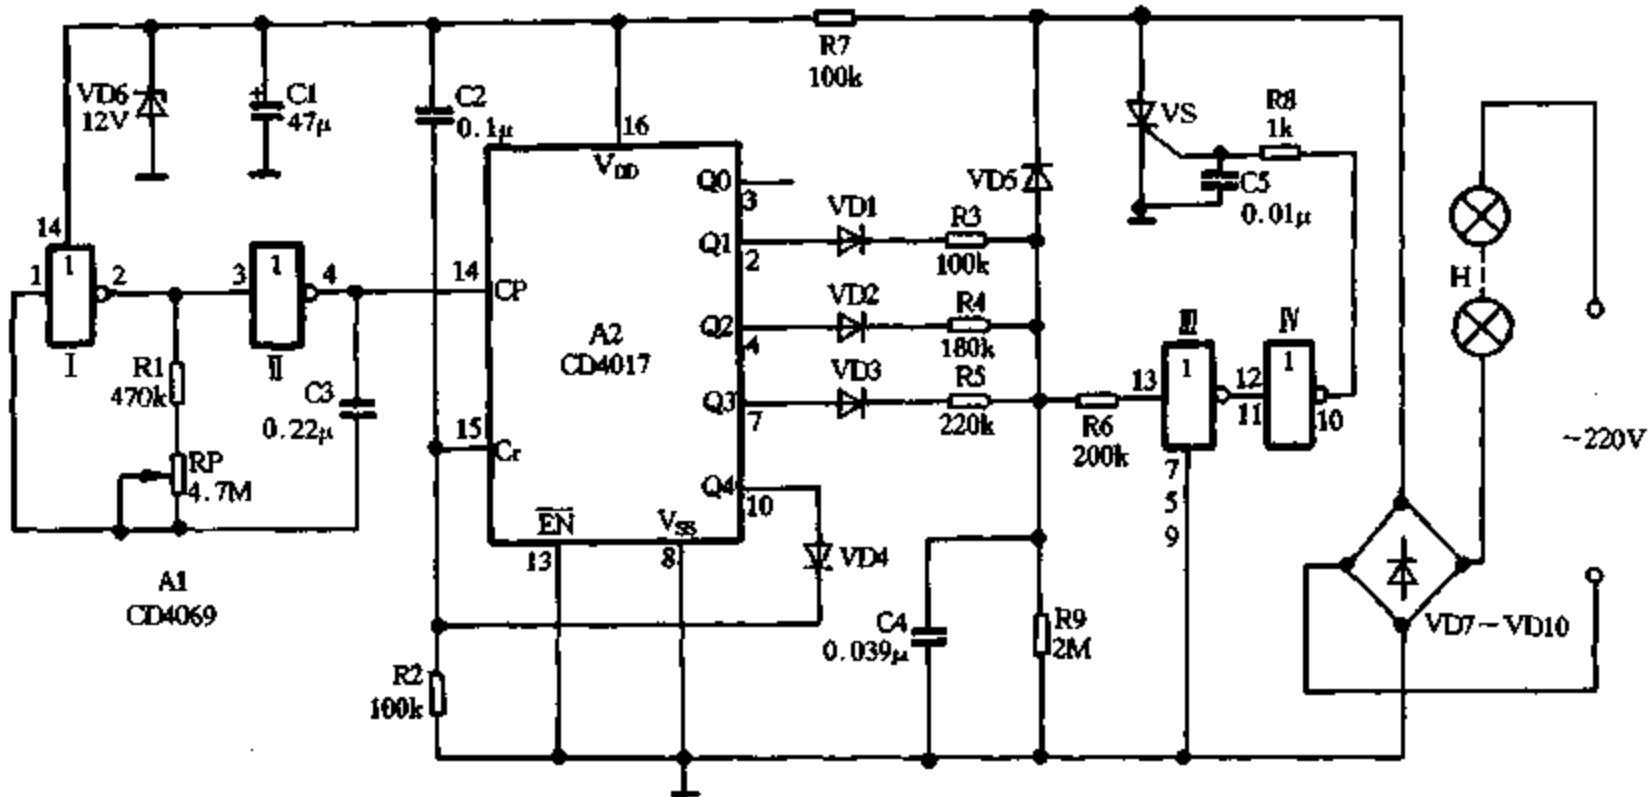 R7
100k
VD6
12V
C1
47μ
C2
0.1μ
16
V_DD
VS
R8
1k
C5
0.01μ
Q0
3
VD5
VD1
R3
100k
Q1
2
14
1
1
2
I
3
1
4
II
14
CP
A2
CD4017
VD2
R4
180k
Q2
4
VD3
R5
220k
Q3
7
R1
470k
C3
0.22μ
RP
4.7M
15
Cr
Q4
10
VD4
EN
13
V_SS
8
R6
200k
III
13
1
7
5
9
IV
12
11
1
10
H
~220V
A1
CD4069
VD7~VD10
R2
100k
C4
0.039μ
R9
2M